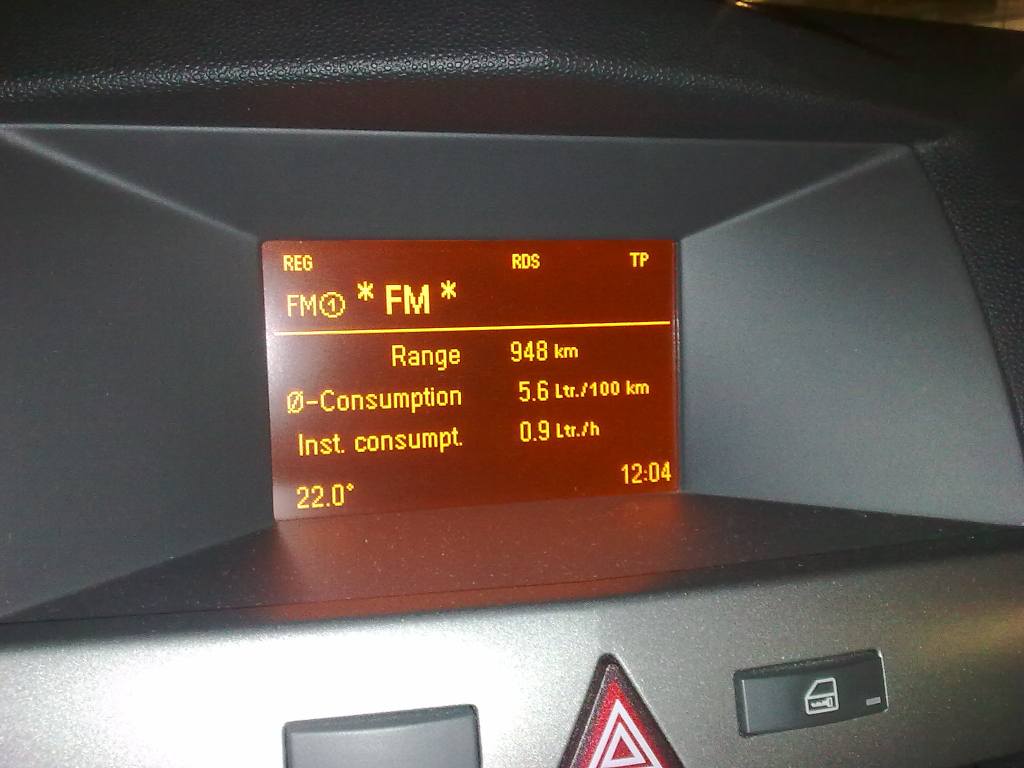 REG RDS TP
FM① * FM *
Range 948 km
Ø-Consumption 5.6 Ltr./100 km
Inst. consumpt. 0.9 Ltr./h
22.0° 12:04